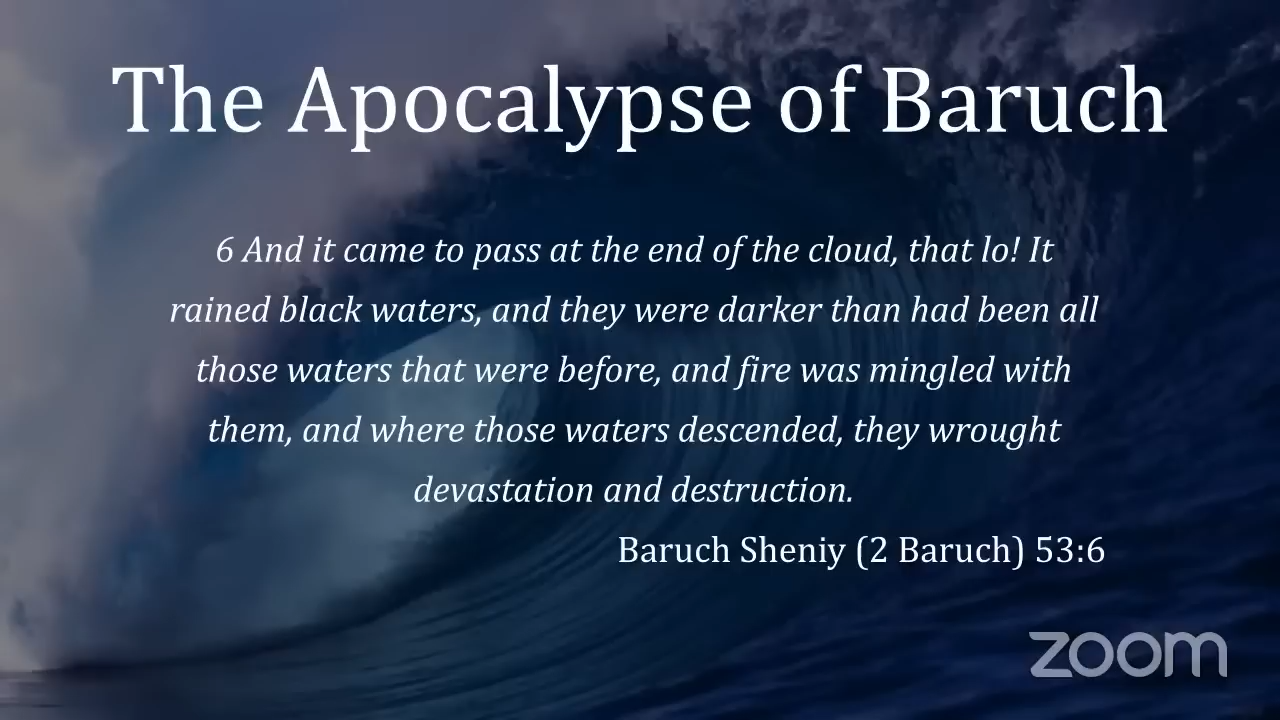 The Apocalypse of Baruch
6 And it came to pass at the end of the cloud, that lo! It
rained black waters, and they were darker than had been all
those waters that were before, and fire was mingled with
them, and where those waters descended, they wrought
devastation and destruction.
Baruch Sheniy (2 Baruch) 53:6
zoom